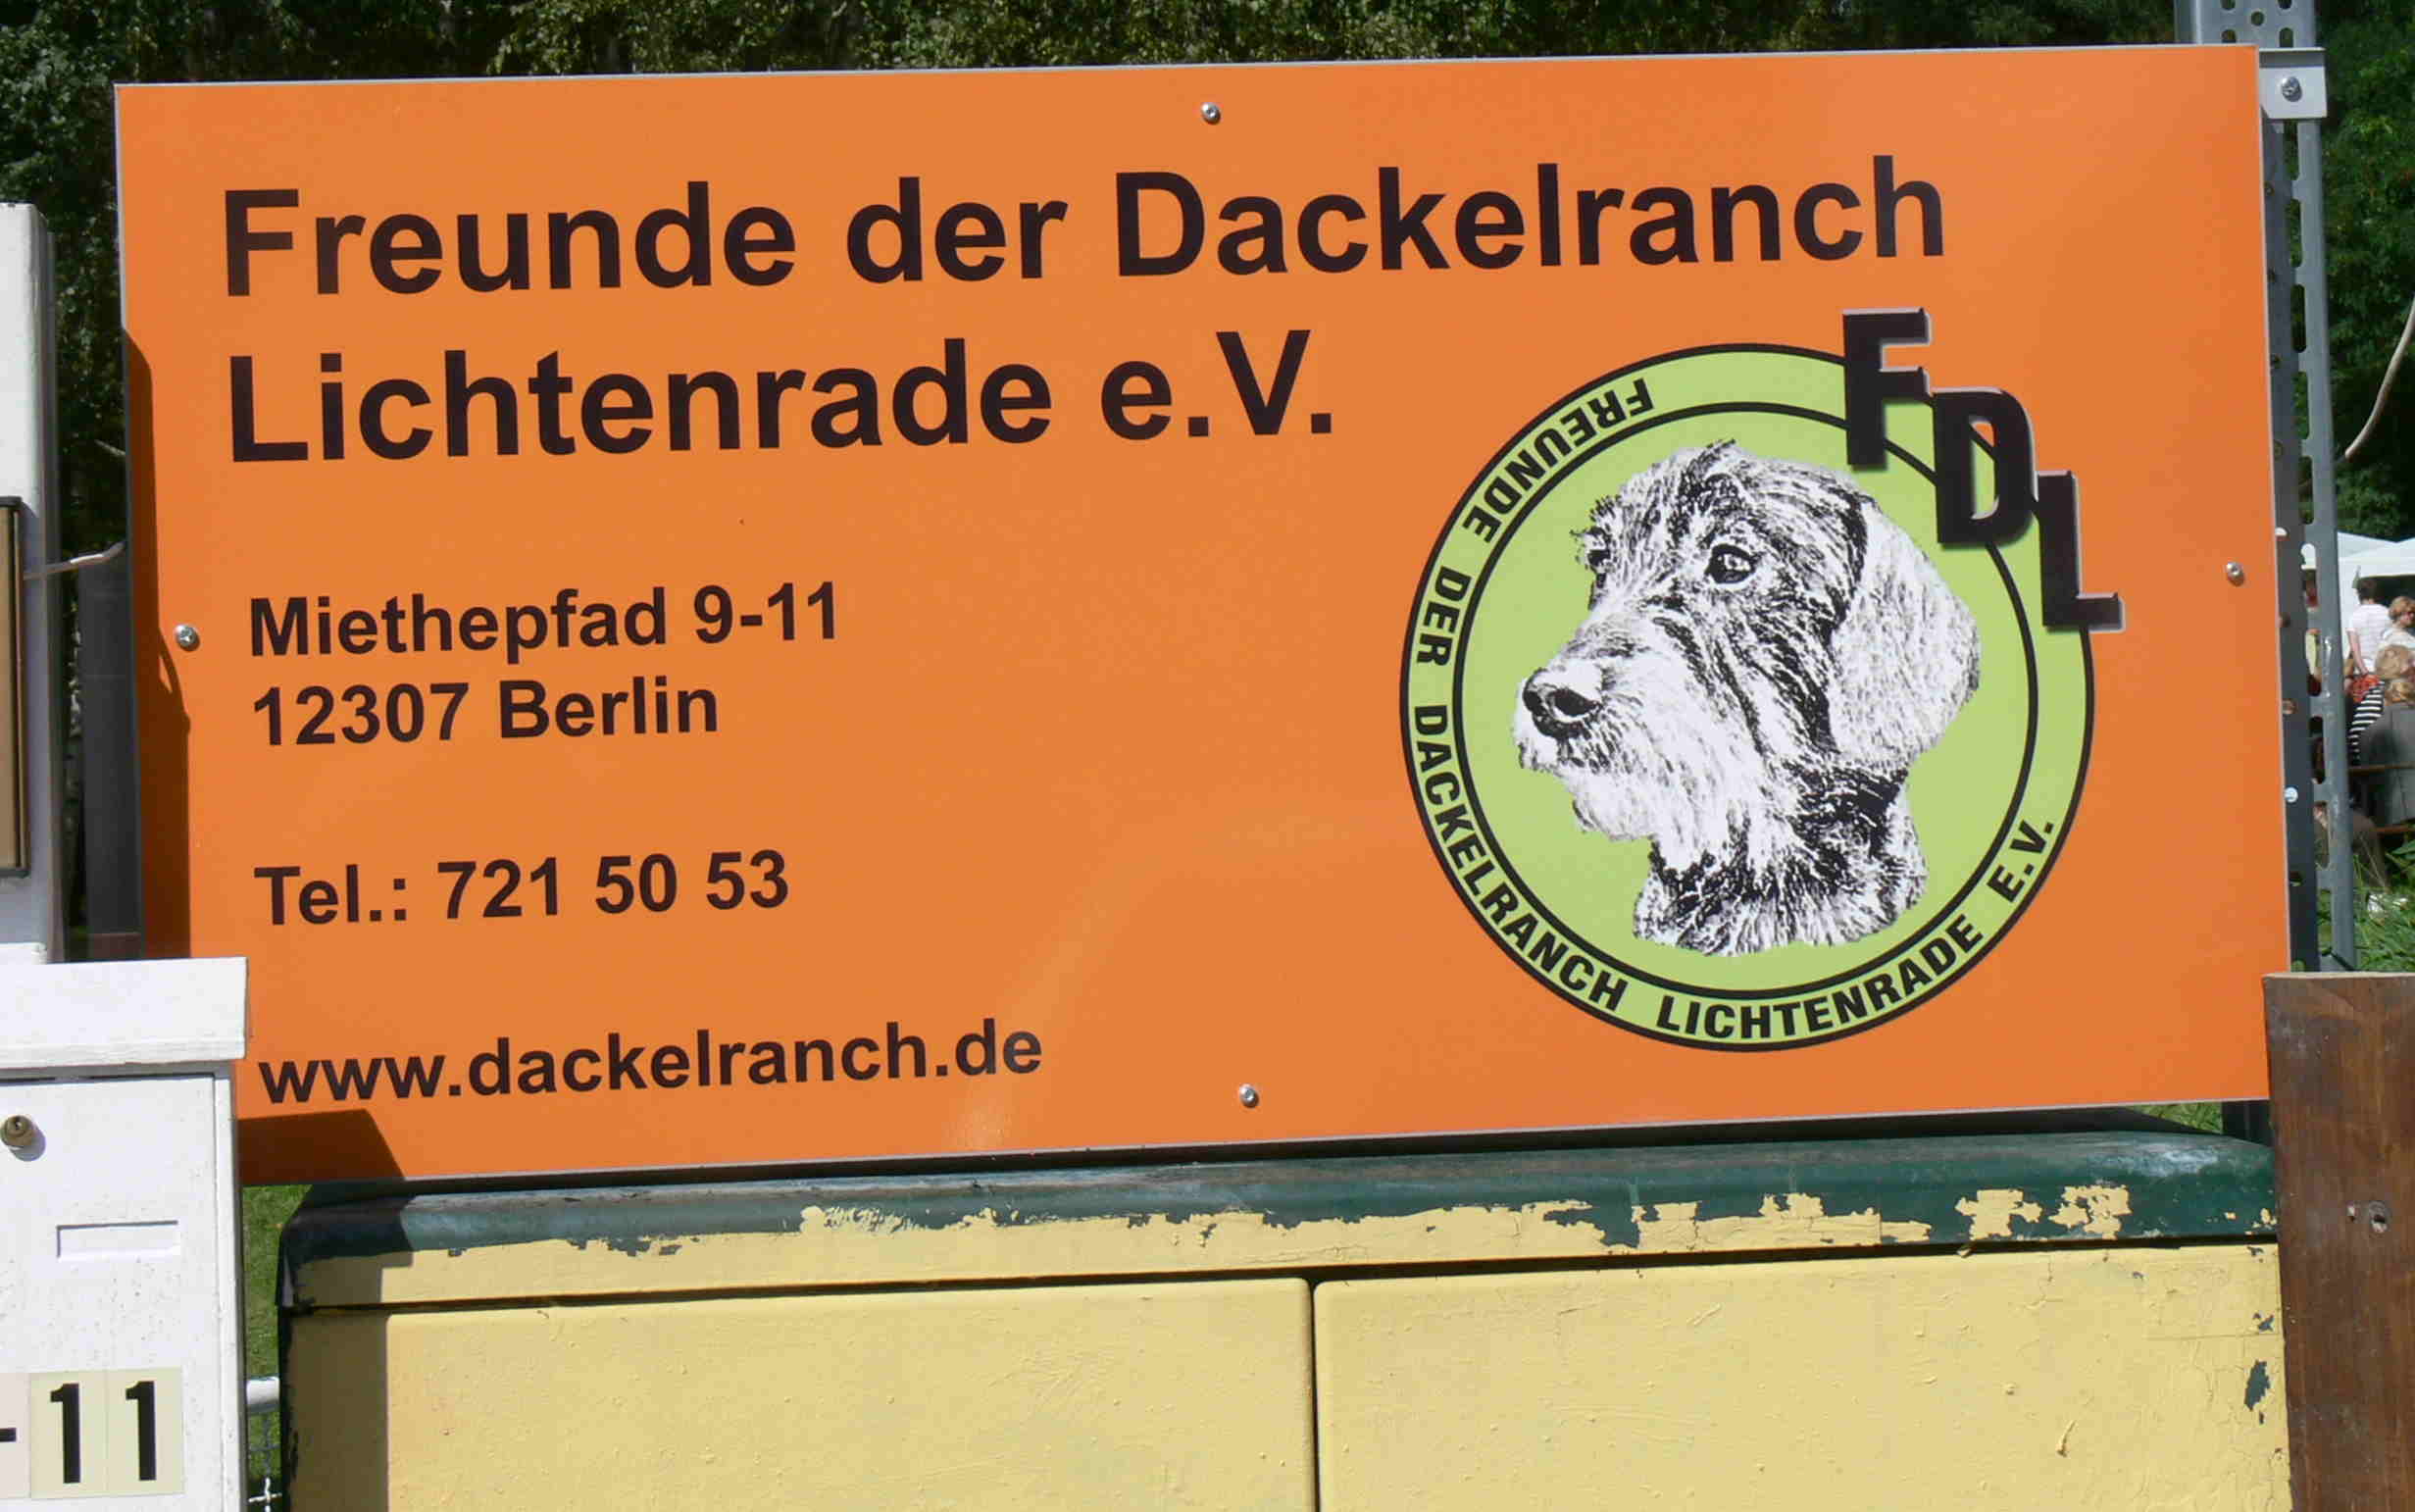 Freunde der Dackelranch
Lichtenrade e.V.
Miethepfad 9-11
12307 Berlin
Tel.: 721 50 53
www.dackelranch.de
FDL
FREUNDE DER DACKELRANCH LICHTENRADE E.V.
-11